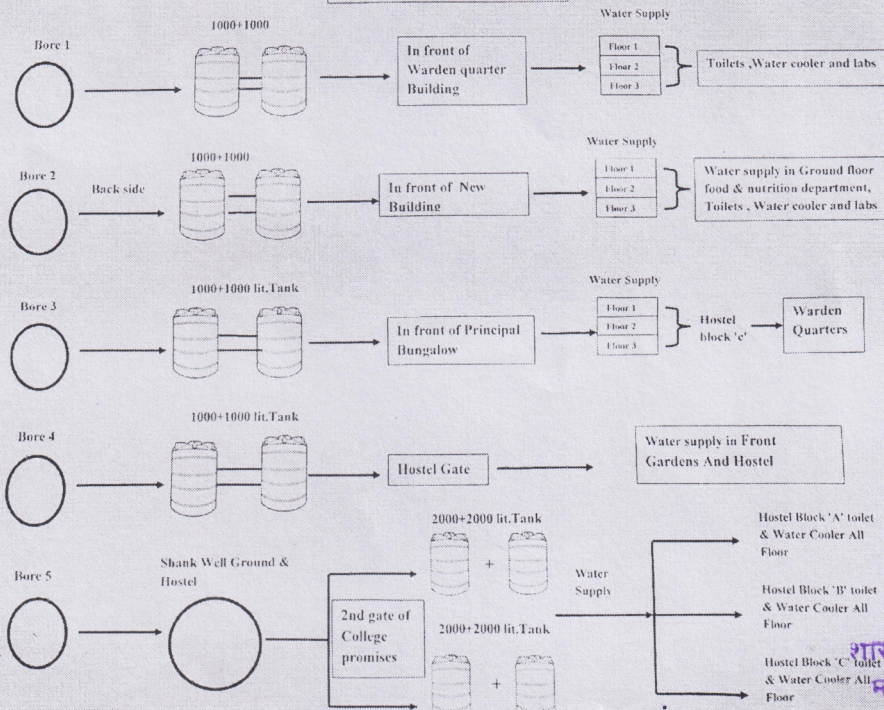 1000+1000
Water Supply
Bore 1
In front of
Warden quarter
Building
Floor 1
Floor 2
Floor 3
Toilets ,Water cooler and labs
Bore 2
Back side
1000+1000
In front of New
Building
Water Supply
Floor 1
Floor 2
Floor 3
Water supply in Ground floor
food & nutrition department,
Toilets , Water cooler and labs
Bore 3
1000+1000 lit.Tank
In front of Principal
Bungalow
Water Supply
Floor 1
Floor 2
Floor 3
Hostel
block 'c'
Warden
Quarters
Bore 4
1000+1000 lit.Tank
Hostel Gate
Water supply in Front
Gardens And Hostel
Bore 5
Shank Well Ground &
Hostel
2nd gate of
College
promises
2000+2000 lit.Tank
+
2000+2000 lit.Tank
+
Water
Supply
Hostel Block 'A' toilet
& Water Cooler All
Floor
Hostel Block 'B' toilet
& Water Cooler All
Floor
Hostel Block 'C' toilet
& Water Cooler All
Floor